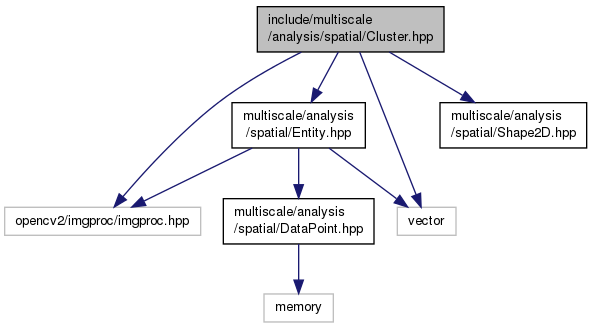 include/multiscale
/analysis/spatial/Cluster.hpp
multiscale/analysis
/spatial/Entity.hpp
multiscale/analysis
/spatial/Shape2D.hpp
opencv2/imgproc/imgproc.hpp
multiscale/analysis
/spatial/DataPoint.hpp
vector
memory